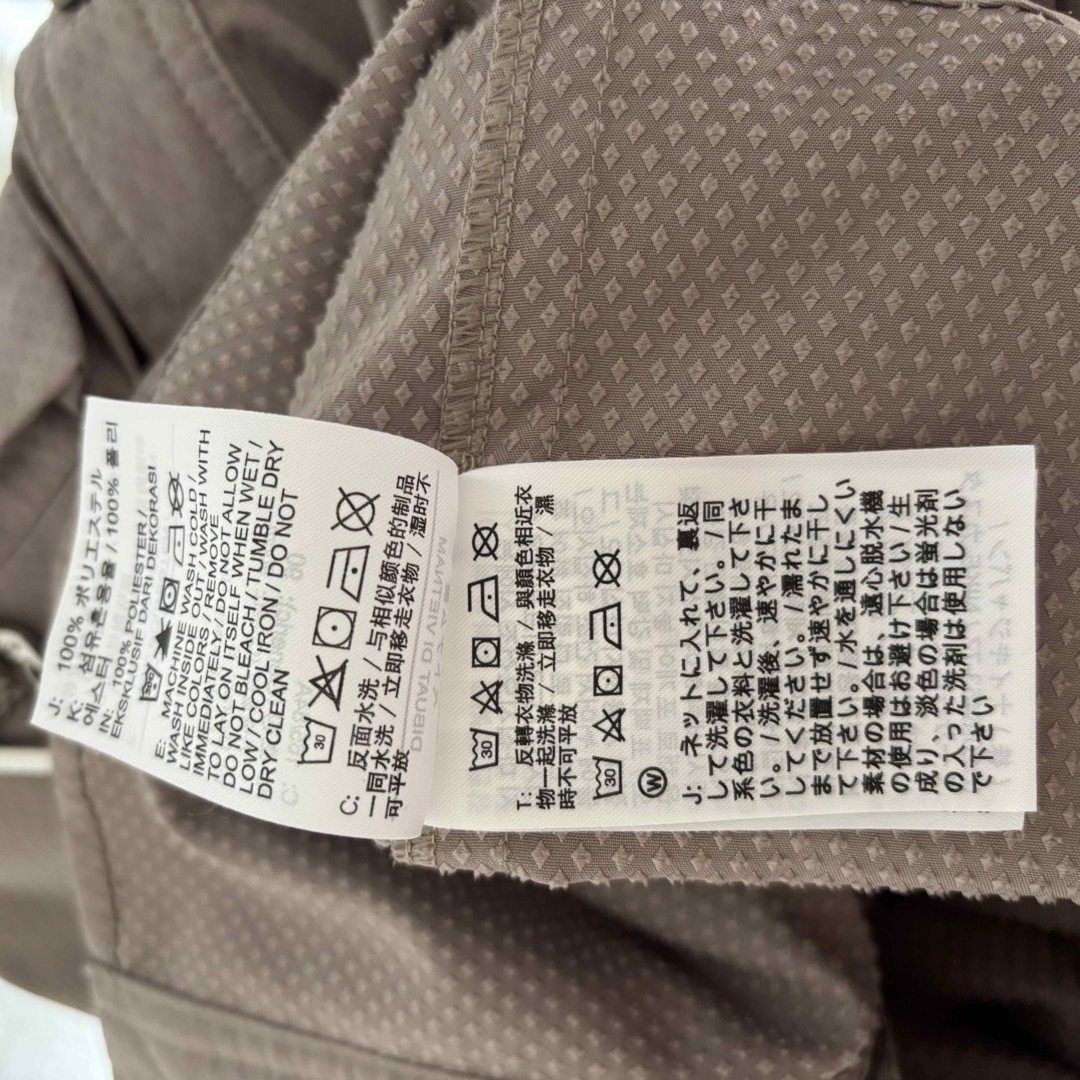 J: 100% ポリエステル
K: 섬유혼용율 / 100% 폴리
에스터
IN: 100% POLIESTER/
EKSKLUSIF DARI DEKORASI
E: MACHINE WASH COLD /
WASH INSIDE OUT / WASH WITH
LIKE COLORS / REMOVE
IMMEDIATELY / DO NOT ALLOW
TO LAY ON ITSELF WHEN WET /
DO NOT BLEACH / TUMBLE DRY
LOW / COOL IRON / DO NOT
DRY CLEAN
30
C: 反面水洗 / 与相似颜色的制品
一同水洗 / 立即移走衣物 / 湿时不
可平放
30
T: 反轉衣物洗滌 / 與顏色相近衣
物一起洗滌 / 立即移走衣物 / 濕
時不可平放
30
W
J: ネットに入れて、裏返
して洗濯して下さい。 / 同
系色の衣料と洗濯して下さ
い。 / 洗濯後、速やかに干
してください。 / 濡れたま
まで放置せず速やかに干し
て下さい。 / 水を通しにくい
素材の場合は、遠心脱水機
の使用はお避け下さい / 生
成り、淡色の場合は蛍光剤
の入った洗剤は使用しない
で下さい